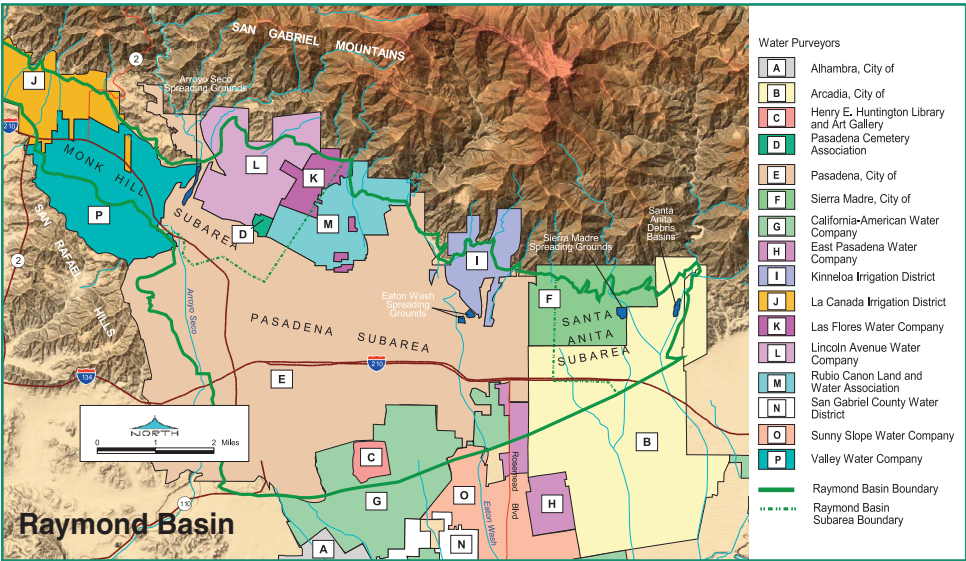 SAN GABRIEL MOUNTAINS
2
Arroyo Seco
Spreading Grounds
J
210
MONK HILL
SUBAREA
L
K
P
D
M
SAN RAFAEL HILLS
2
I
Sierra Madre
Spreading Grounds
Santa
Anita
Debris
Basins
Eaton Wash
Spreading
Grounds
F
SANTA
ANITA
SUBAREA
Arroyo Seco
PASADENA SUBAREA
210
134
E
NORTH
0 1 2 Miles
B
C
Rosemead Blvd
G
O
H
110
Eaton Wash
A
N
Raymond Basin
Water Purveyors
A Alhambra, City of
B Arcadia, City of
C Henry E. Huntington Library
and Art Gallery
D Pasadena Cemetery
Association
E Pasadena, City of
F Sierra Madre, City of
G California-American Water
Company
H East Pasadena Water
Company
I Kinneloa Irrigation District
J La Canada Irrigation District
K Las Flores Water Company
L Lincoln Avenue Water
Company
M Rubio Canon Land and
Water Association
N San Gabriel County Water
District
O Sunny Slope Water Company
P Valley Water Company
Raymond Basin Boundary
Raymond Basin
Subarea Boundary